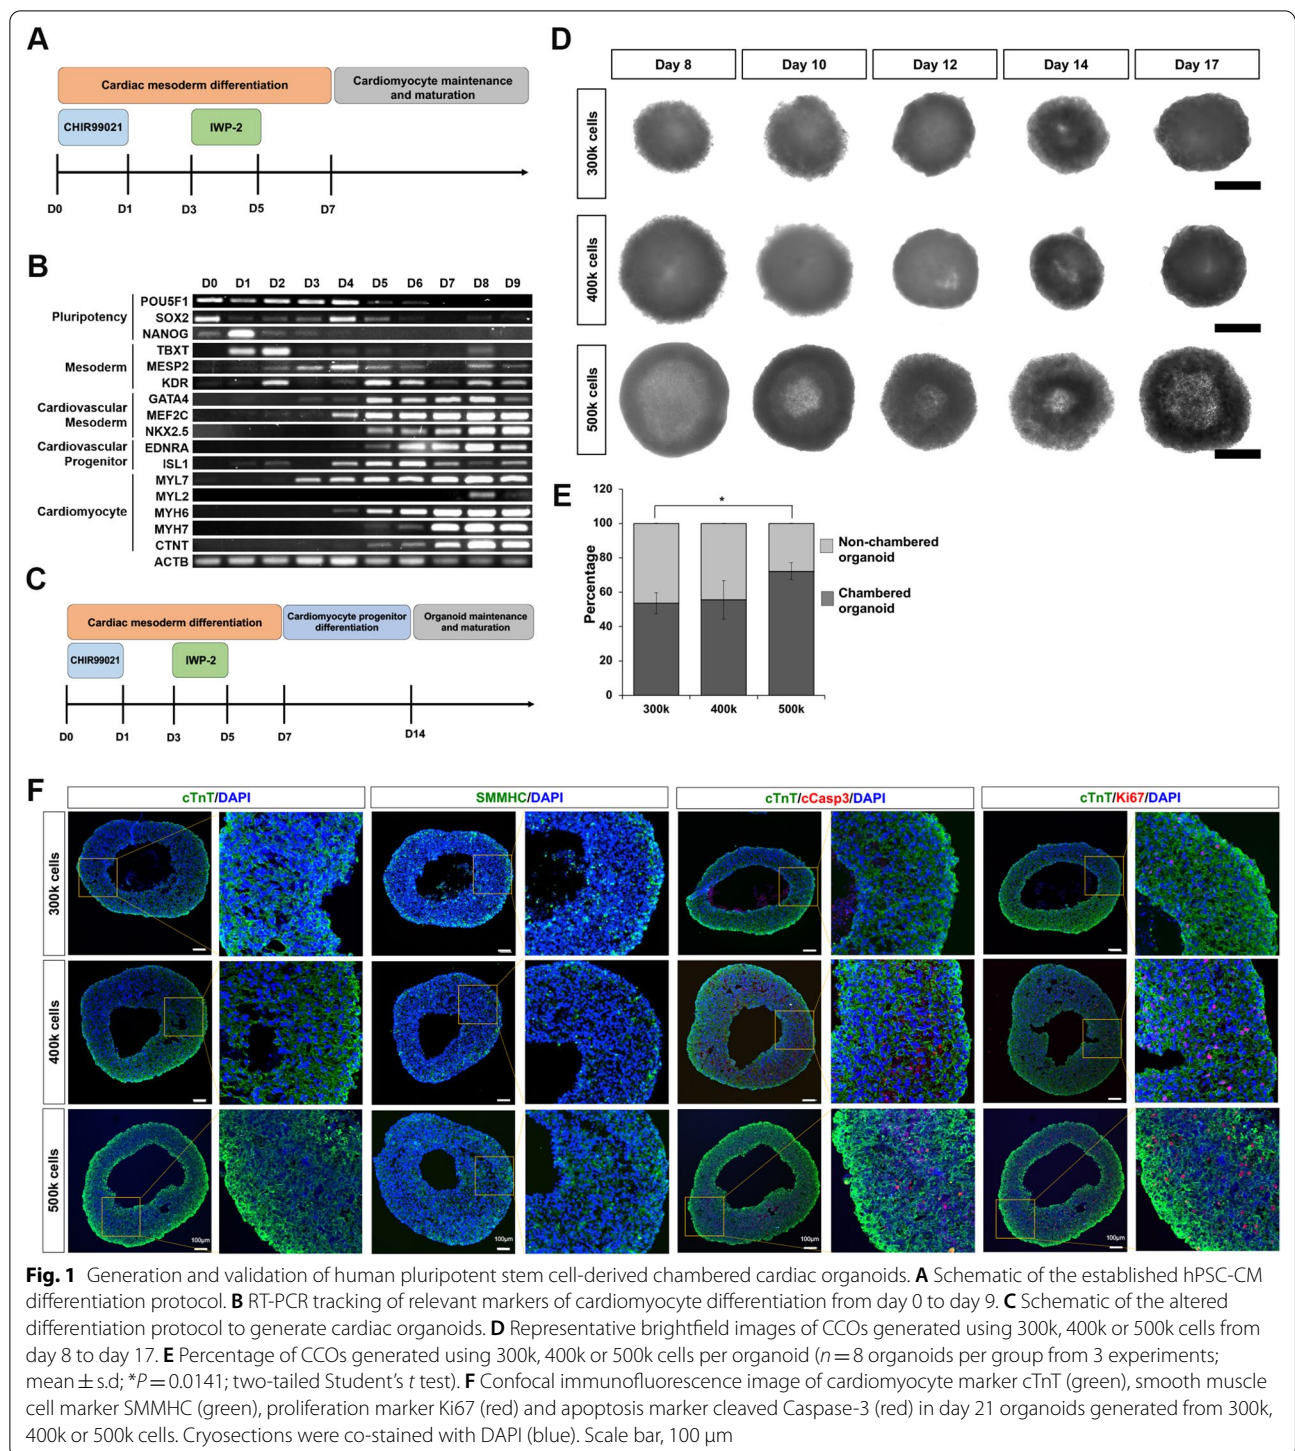 A
Cardiac mesoderm differentiation
Cardiomyocyte maintenance
and maturation
CHIR99021
IWP-2
D0 D1 D3 D5 D7
B
D0 D1 D2 D3 D4 D5 D6 D7 D8 D9
Pluripotency
POU5F1
SOX2
NANOG
Mesoderm
TBXT
MESP2
KDR
Cardiovascular
Mesoderm
GATA4
MEF2C
NKX2.5
Cardiovascular
Progenitor
EDNRA
ISL1
Cardiomyocyte
MYL7
MYL2
MYH6
MYH7
CTNT
ACTB
C
Cardiac mesoderm differentiation
Cardiomyocyte progenitor
differentiation
Organoid maintenance
and maturation
CHIR99021
IWP-2
D0 D1 D3 D5 D7 D14
D
Day 8 Day 10 Day 12 Day 14 Day 17
300k cells
400k cells
500k cells
E
Percentage
120
100
80
60
40
20
0
*
300k 400k 500k
Non-chambered
organoid
Chambered
organoid
F
cTnT/DAPI SMMHC/DAPI cTnT/cCasp3/DAPI cTnT/Ki67/DAPI
300k cells
400k cells
500k cells
100µm 100µm 100µm 100µm
Fig. 1 Generation and validation of human pluripotent stem cell-derived chambered cardiac organoids. A Schematic of the established hPSC-CM
differentiation protocol. B RT-PCR tracking of relevant markers of cardiomyocyte differentiation from day 0 to day 9. C Schematic of the altered
differentiation protocol to generate cardiac organoids. D Representative brightfield images of CCOs generated using 300k, 400k or 500k cells from
day 8 to day 17. E Percentage of CCOs generated using 300k, 400k or 500k cells per organoid (n = 8 organoids per group from 3 experiments;
mean ± s.d; *P = 0.0141; two-tailed Student's t test). F Confocal immunofluorescence image of cardiomyocyte marker cTnT (green), smooth muscle
cell marker SMMHC (green), proliferation marker Ki67 (red) and apoptosis marker cleaved Caspase-3 (red) in day 21 organoids generated from 300k,
400k or 500k cells. Cryosections were co-stained with DAPI (blue). Scale bar, 100 µm